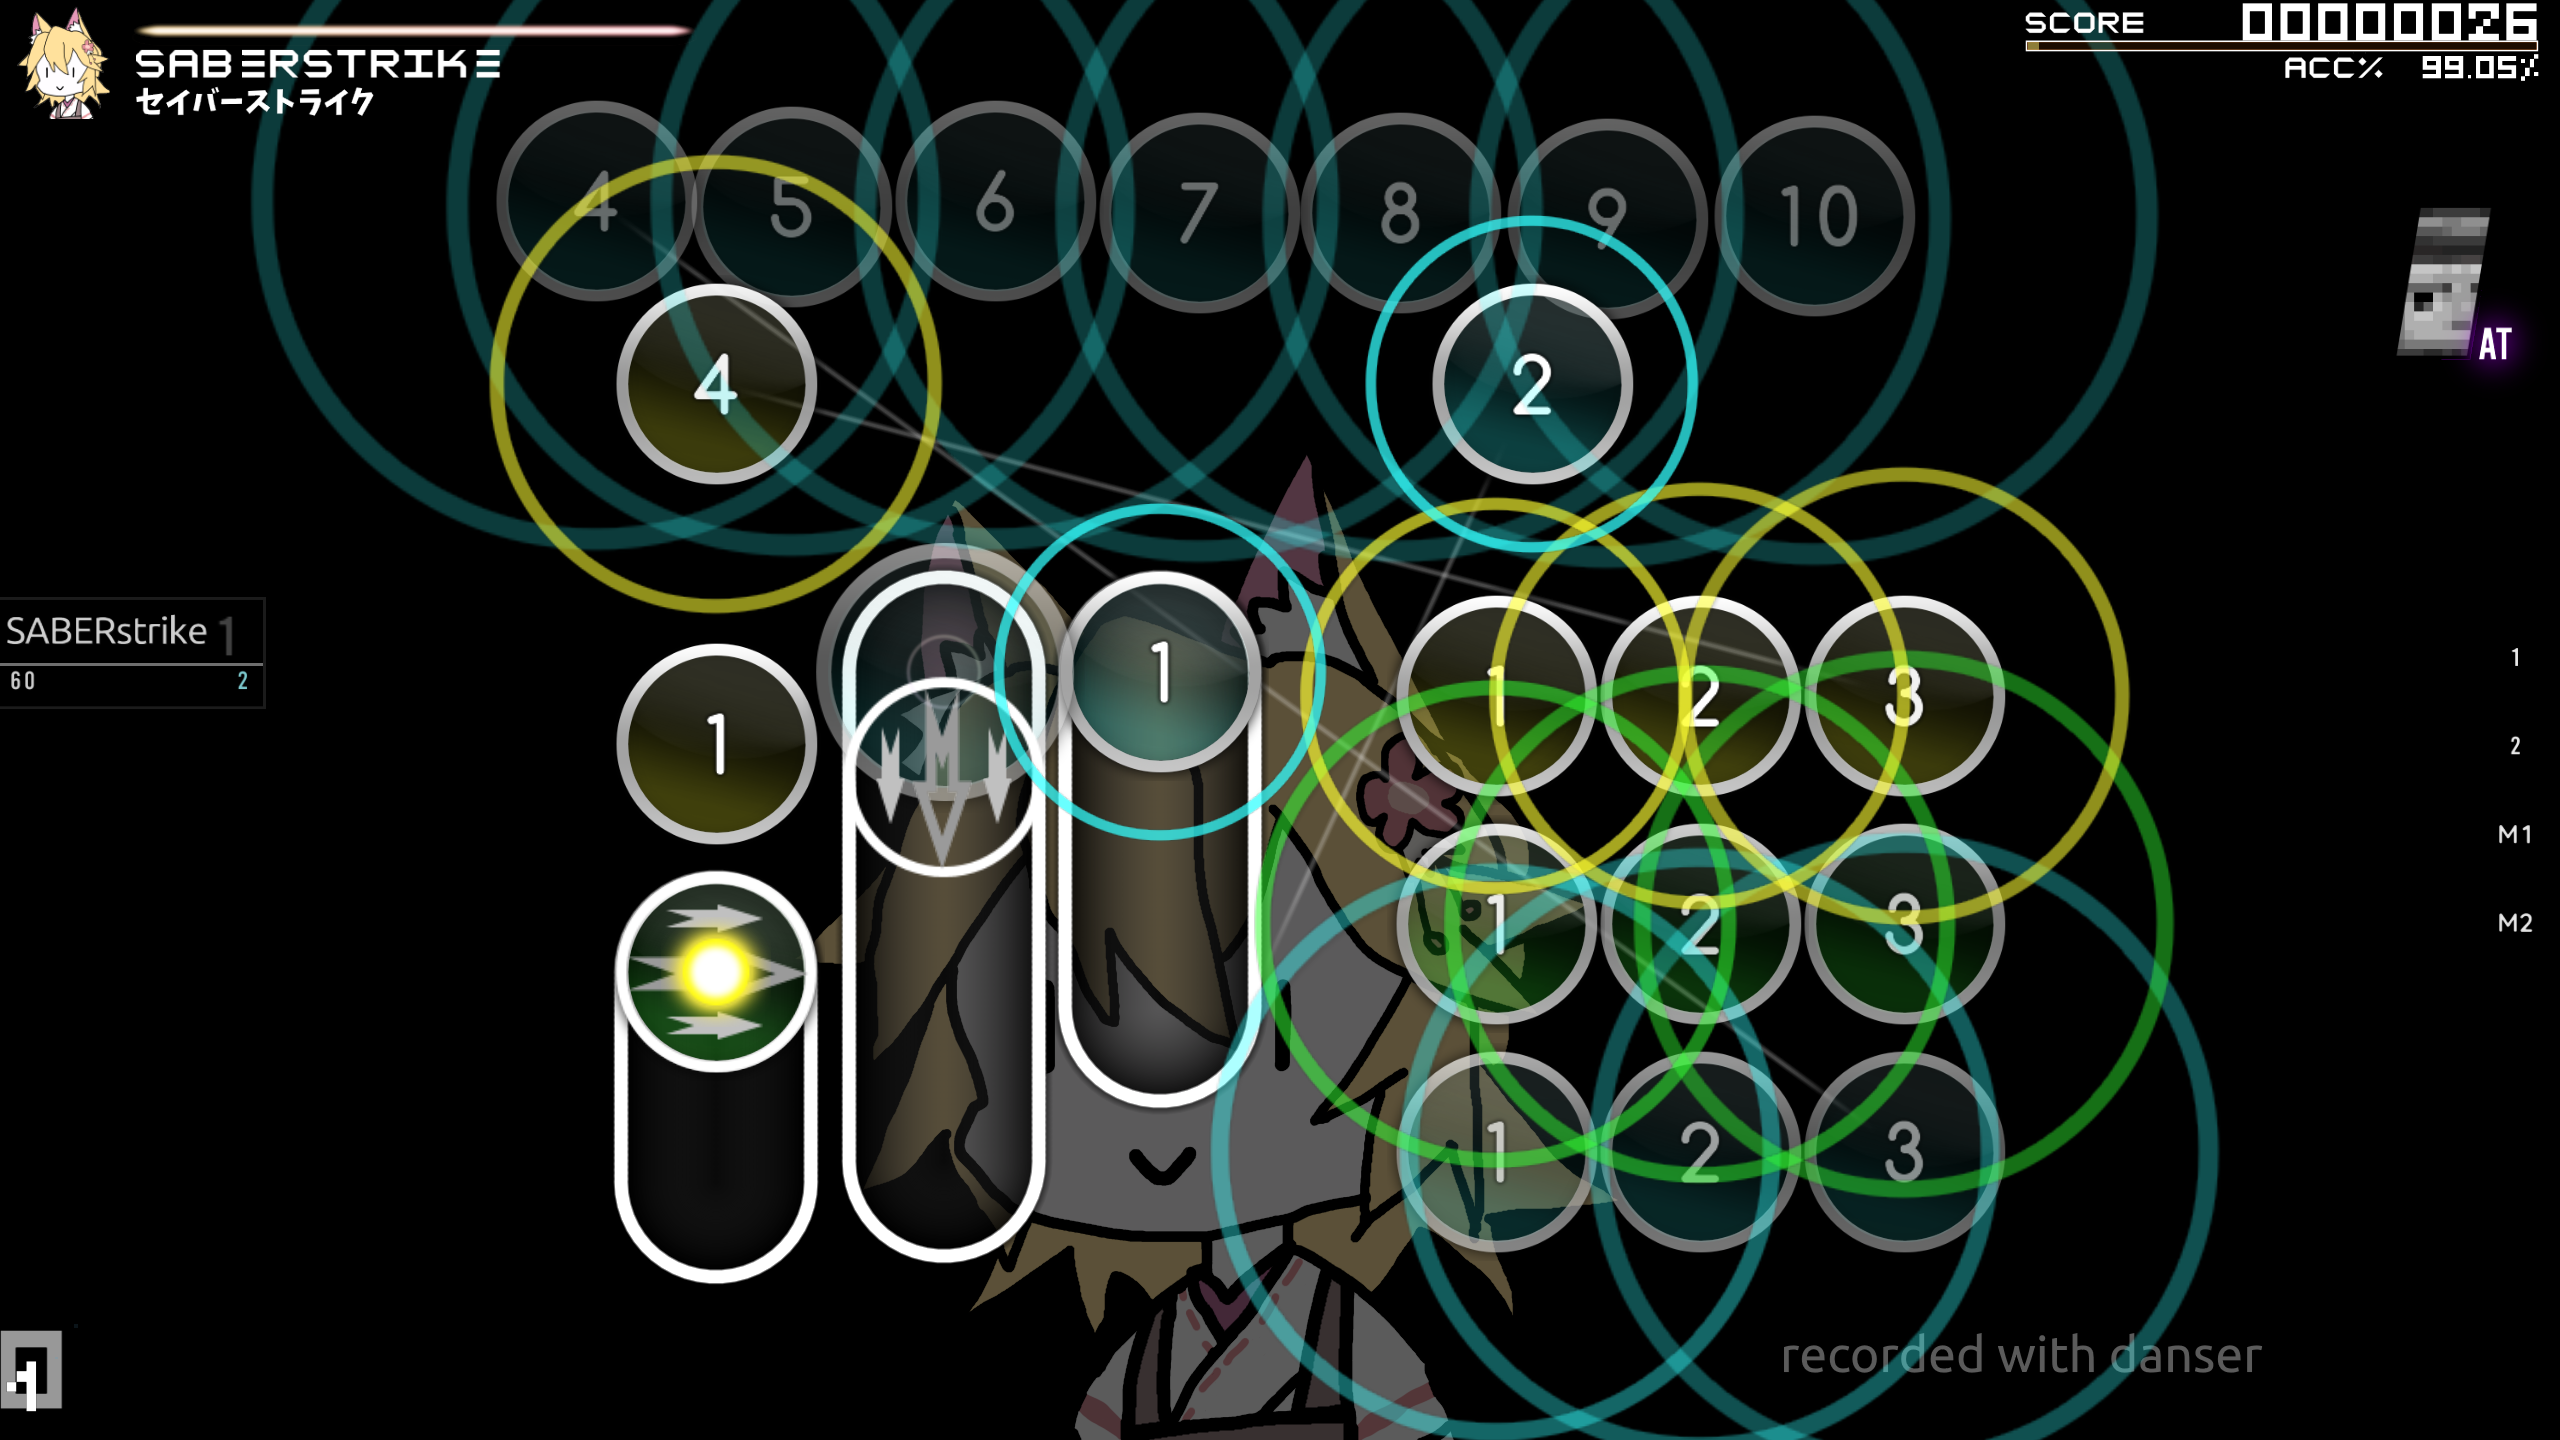 SABERSTRIKE
セイバーストライク
SCORE 00000026
ACC% 99.05%
4 5 6 7 8 9 10
4 2
AT
SABERstrike 1
60 2
1 1 1 2 3
1
2
M1
M2
1 2 3
1 2 3
recorded with danser